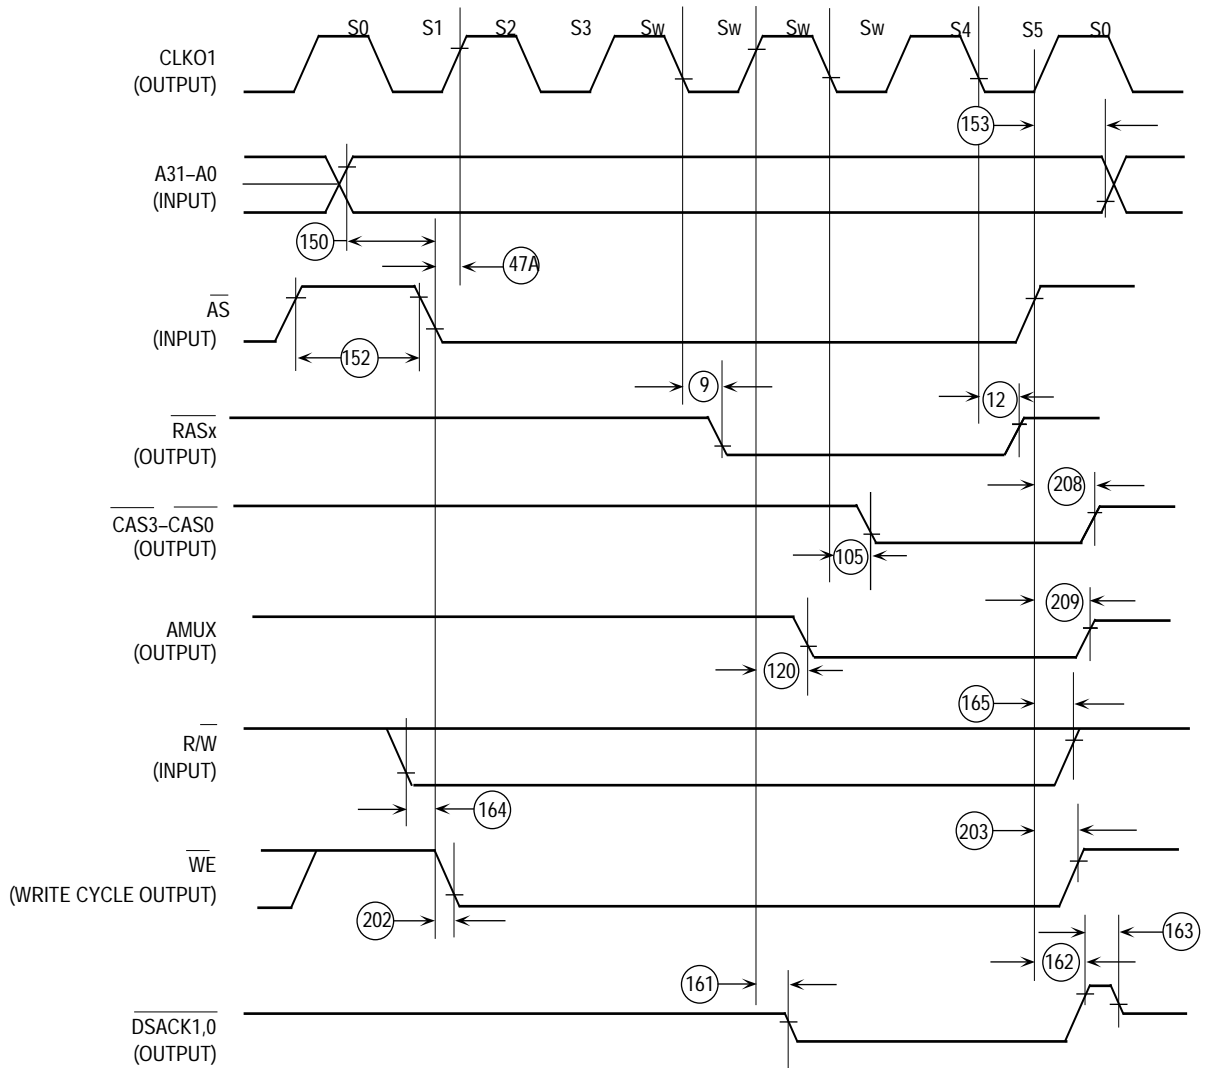 S0 S1 S2 S3 Sw Sw Sw Sw S4 S5 S0
CLKO1
(OUTPUT)
153
A31–A0
(INPUT)
150
47A
AS
(INPUT)
152
9
12
RASx
(OUTPUT)
208
CAS3–CAS0
(OUTPUT)
105
209
AMUX
(OUTPUT)
120
165
R/W
(INPUT)
164
203
WE
(WRITE CYCLE OUTPUT)
202
163
162
161
DSACK1,0
(OUTPUT)